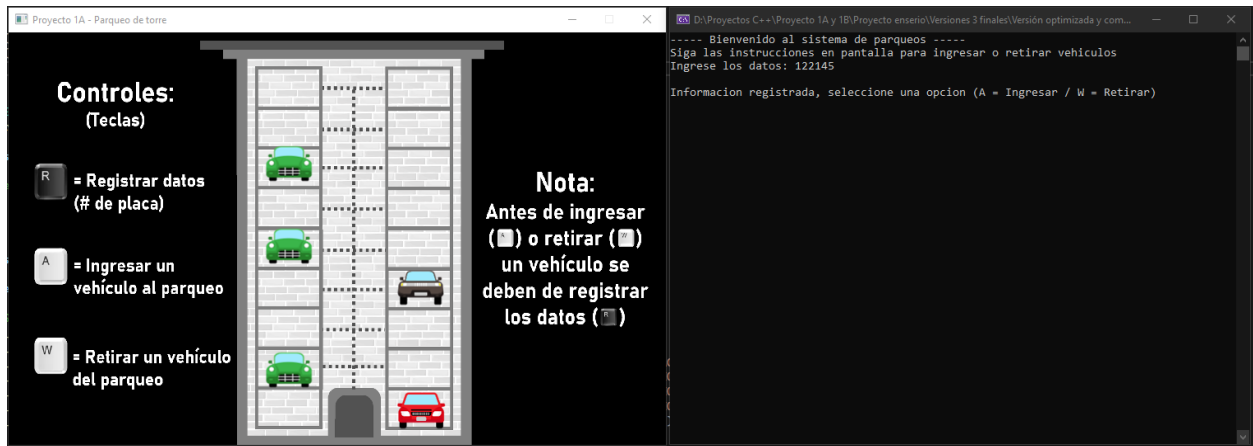 Proyecto 1A - Parqueo de torre
Controles:
(Teclas)
R
= Registrar datos
(# de placa)
A
= Ingresar un
vehículo al parqueo
W
= Retirar un vehículo
del parqueo
Nota:
Antes de ingresar
(A) o retirar (W)
un vehículo se
deben de registrar
los datos (R)
D:\Proyectos C++\Proyecto 1A y 1B\Proyecto enserio\Versiones 3 finales\Versión optimizada y com...
----- Bienvenido al sistema de parqueos -----
Siga las instrucciones en pantalla para ingresar o retirar vehiculos
Ingrese los datos: 122145
Informacion registrada, seleccione una opcion (A = Ingresar / W = Retirar)